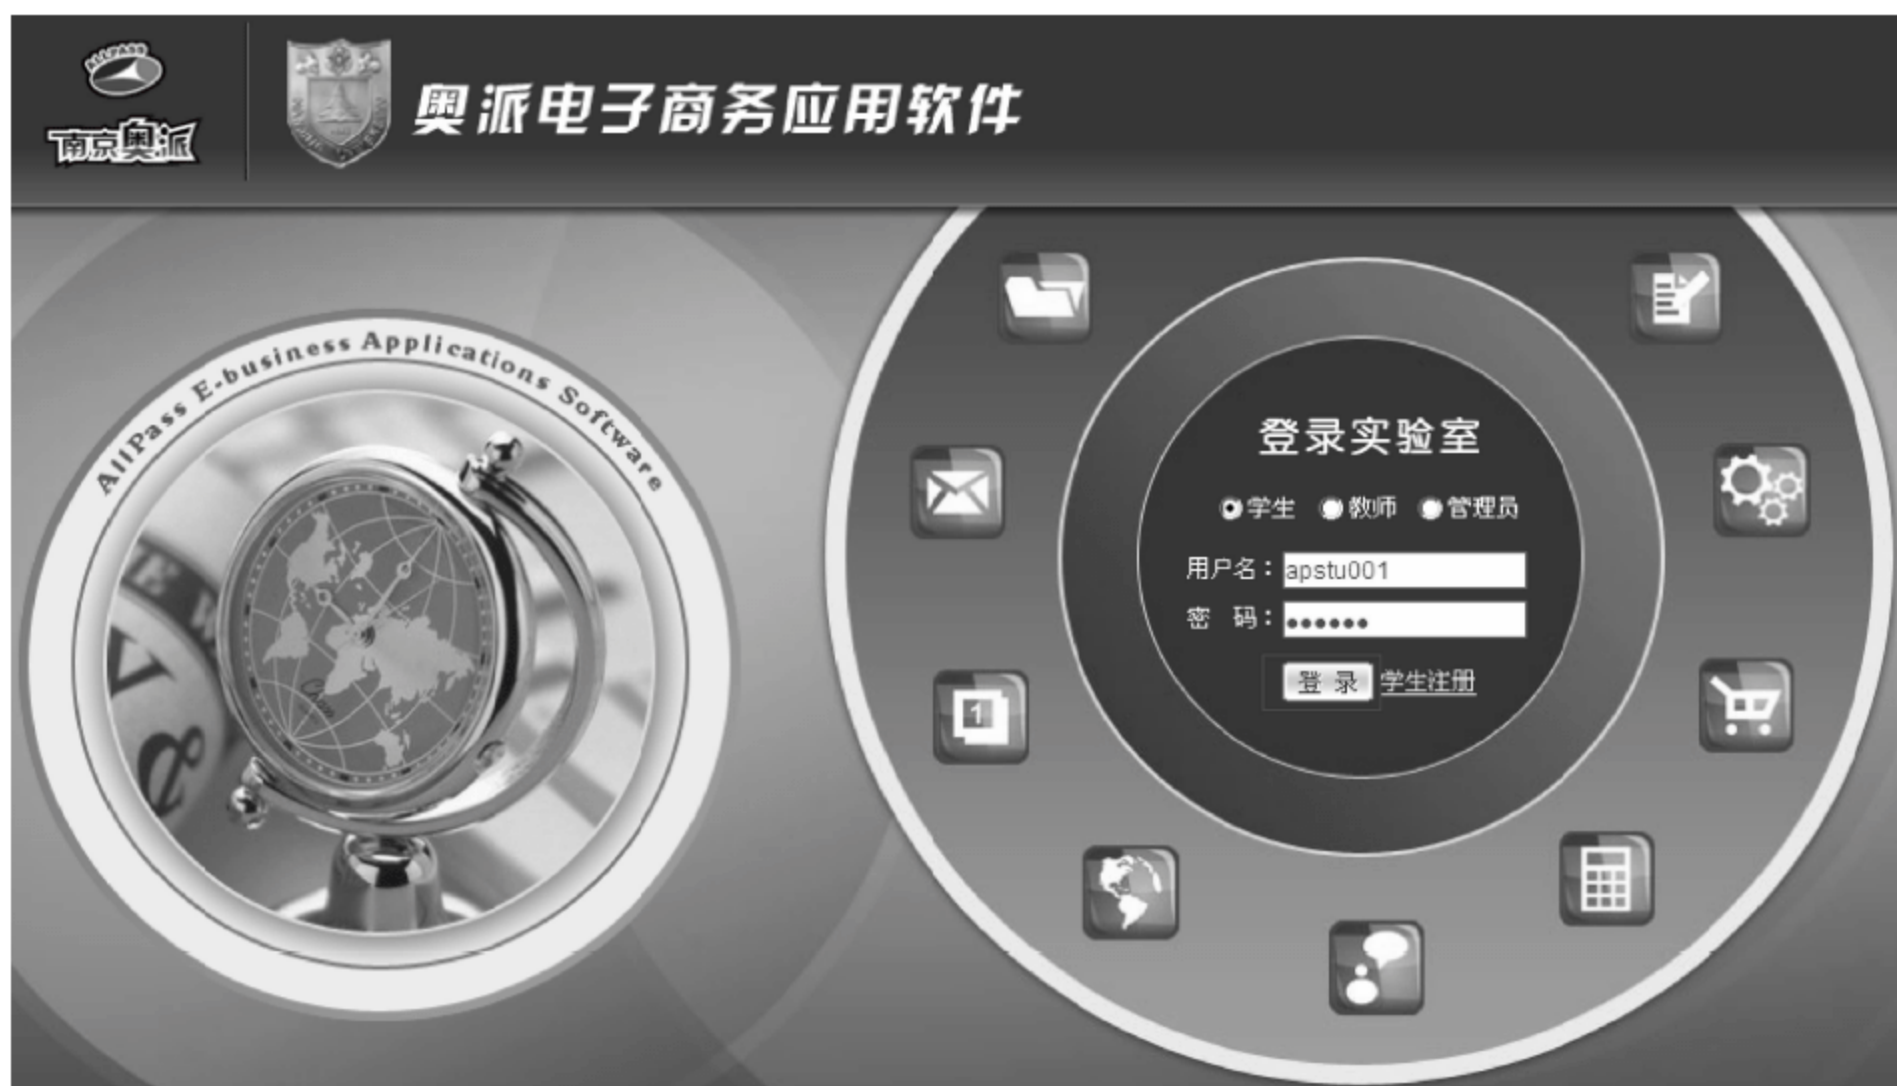 ALLPASS
南京奥派
奥派电子商务应用软件
AllPass E-business Applications Software
登录实验室
学生 教师 管理员
用户名：apstu001
密 码：••••••
登 录 学生注册
V
&
1